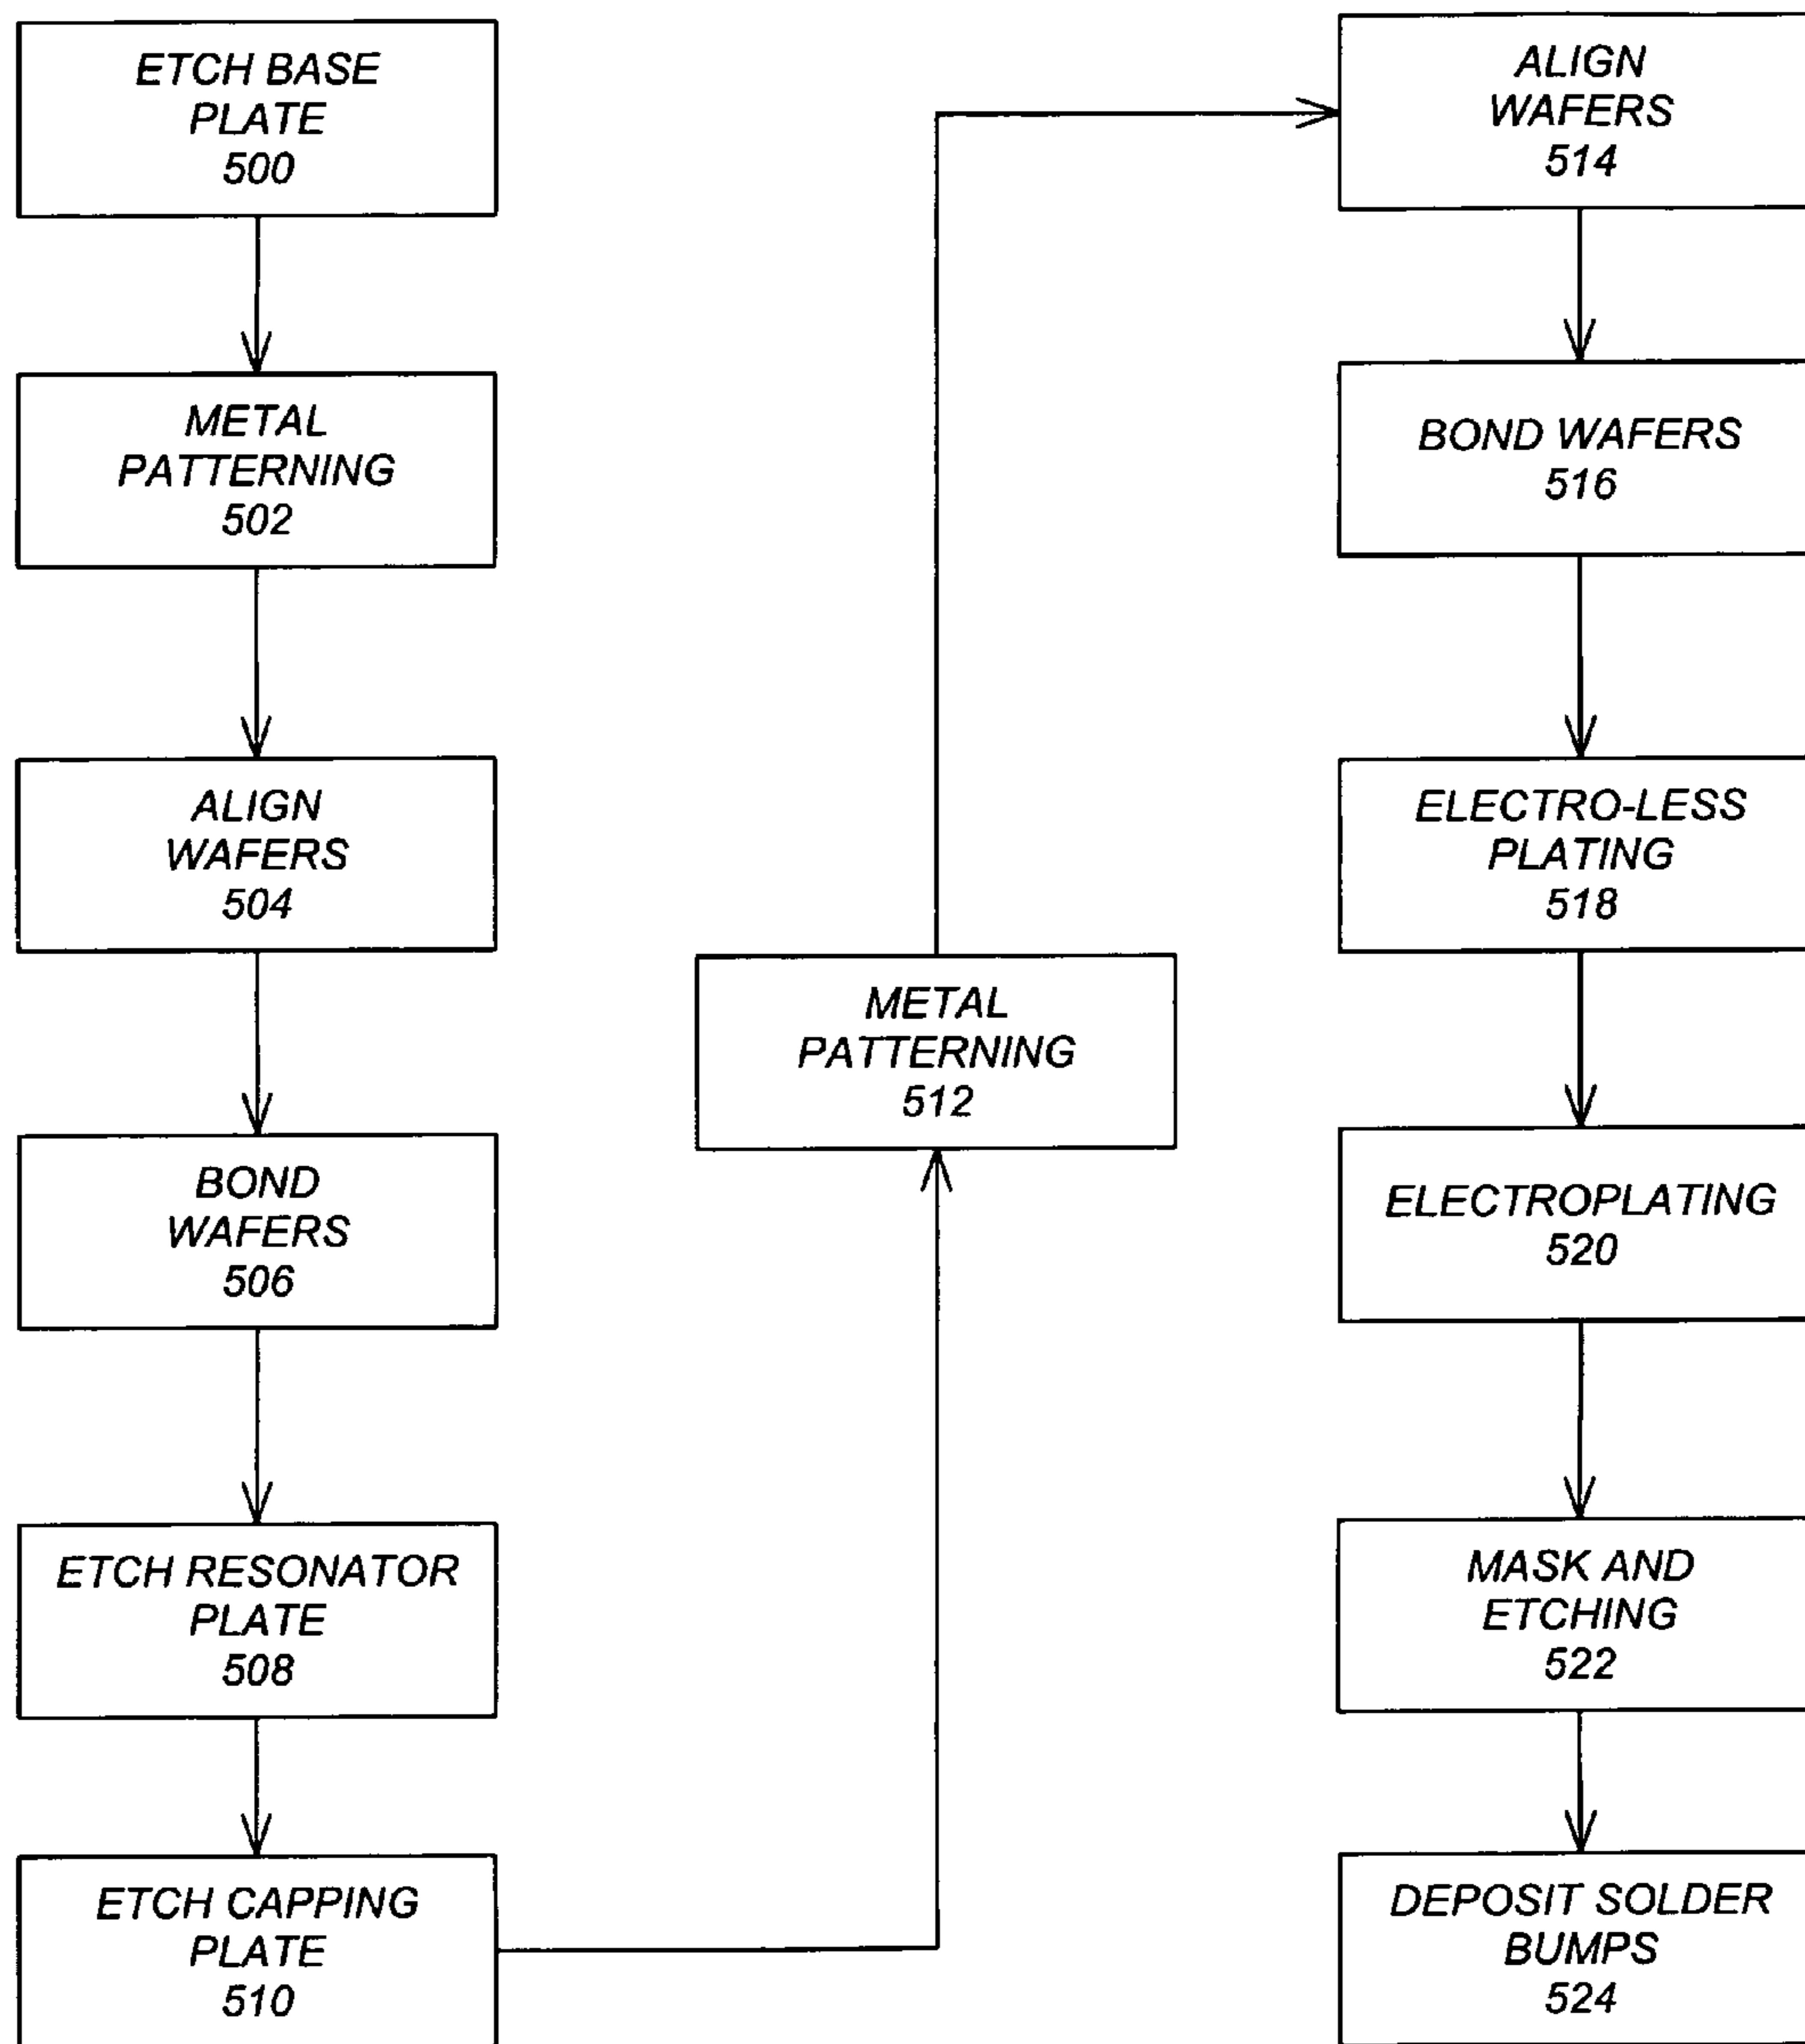 ETCH BASE
PLATE
500
METAL
PATTERNING
502
ALIGN
WAFERS
504
BOND
WAFERS
506
ETCH RESONATOR
PLATE
508
ETCH CAPPING
PLATE
510
METAL
PATTERNING
512
ALIGN
WAFERS
514
BOND WAFERS
516
ELECTRO-LESS
PLATING
518
ELECTROPLATING
520
MASK AND
ETCHING
522
DEPOSIT SOLDER
BUMPS
524